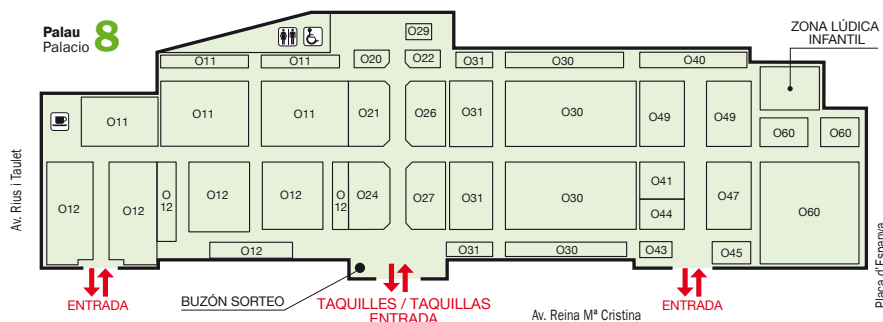 Palau
Palacio 8
ZONA LÚDICA
INFANTIL
O29
O11
O11
O20
O22
O31
O30
O40
O11
O11
O11
O21
O26
O31
O30
O49
O49
O60
O60
Av. Rius i Taulet
O12
O12
O
12
O12
O12
O
12
O24
O27
O31
O30
O41
O44
O47
O60
O12
O31
O30
O43
O45
Plaça d'Espanya
ENTRADA
BUZÓN SORTEO
TAQUILLES / TAQUILLAS
ENTRADA
Av. Reina Mª Cristina
ENTRADA